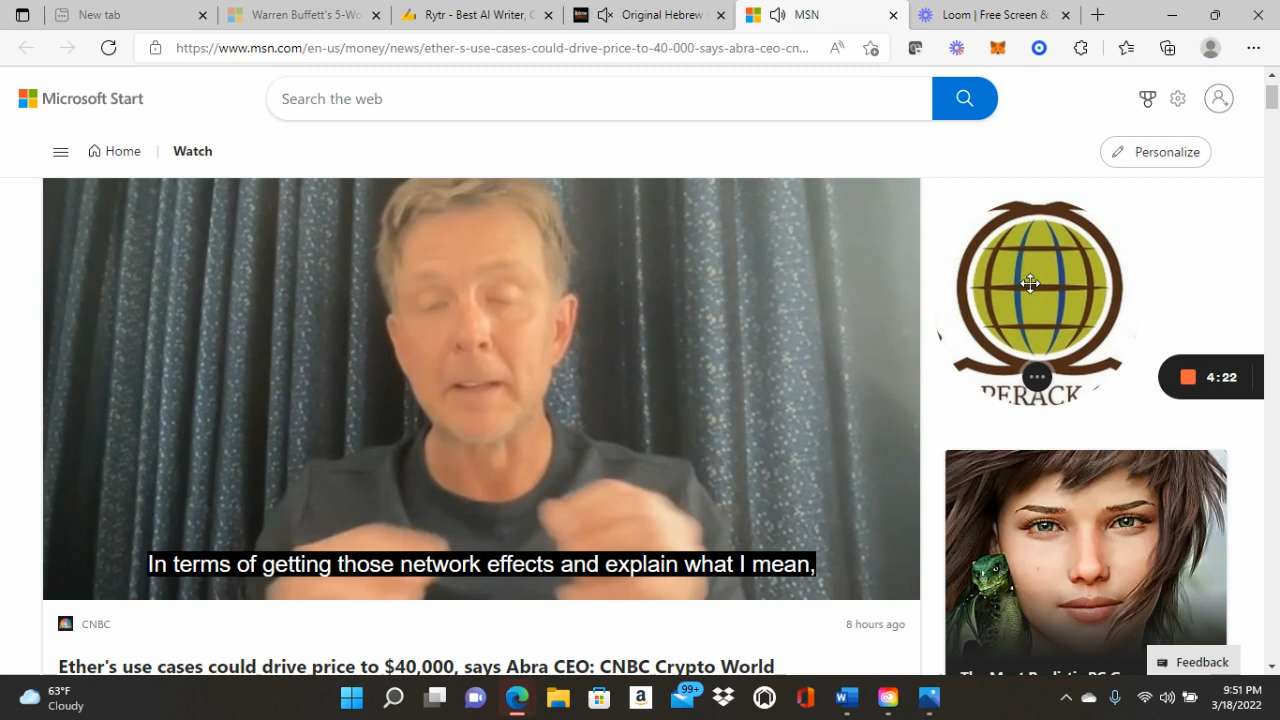 New tab
Warren Buffett's 5-Wo
Rytr - Best AI Writer, C
Original Hebrew
MSN
Loom | Free Screen &
https://www.msn.com/en-us/money/news/ether-s-use-cases-could-drive-price-to-40-000-says-abra-ceo-cn...
Microsoft Start
Search the web
Home
Watch
Personalize
PERACK
4:22
In terms of getting those network effects and explain what I mean,
CNBC
8 hours ago
Ether's use cases could drive price to $40,000, says Abra CEO: CNBC Crypto World
Feedback
63°F
Cloudy
99+
9:51 PM
3/18/2022